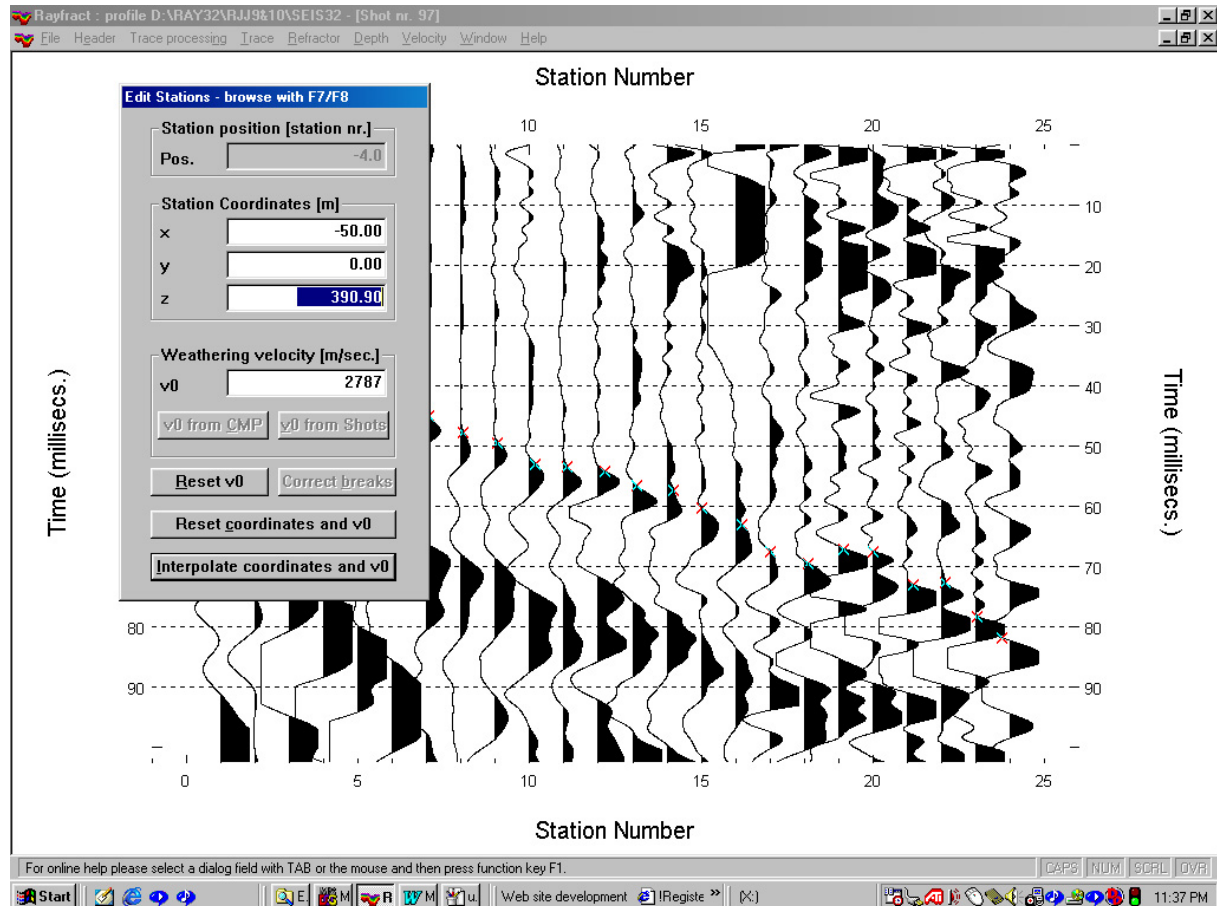 Rayfract : profile D:\RAY32\RJJ9&10\SEIS32 - [Shot nr. 97]
File Header Trace processing Trace Refractor Depth Velocity Window Help
Station Number
Edit Stations - browse with F7/F8
Station position [station nr.]
Pos. -4.0
Station Coordinates [m]
x -50.00
y 0.00
z 390.90
Weathering velocity [m/sec.]
v0 2787
v0 from CMP v0 from Shots
Reset v0 Correct breaks
Reset coordinates and v0
Interpolate coordinates and v0
10 15 20 25
10
20
30
40
50
60
70
80 80
90 90
Time (millisecs.)
Time (millisecs.)
0 5 10 15 20 25
Station Number
For online help please select a dialog field with TAB or the mouse and then press function key F1.
CAPS NUM SCRL OVR
Start E. M R M u. Web site development !Registe » (X:) 11:37 PM